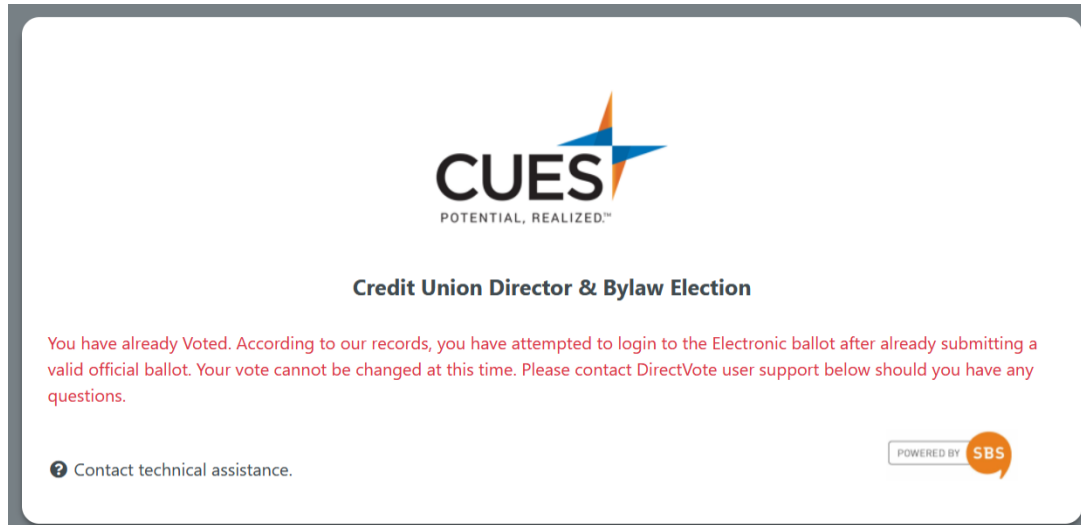 CUES
POTENTIAL, REALIZED.™
Credit Union Director & Bylaw Election
You have already Voted. According to our records, you have attempted to login to the Electronic ballot after already submitting a
valid official ballot. Your vote cannot be changed at this time. Please contact DirectVote user support below should you have any
questions.
POWERED BY SBS
Contact technical assistance.